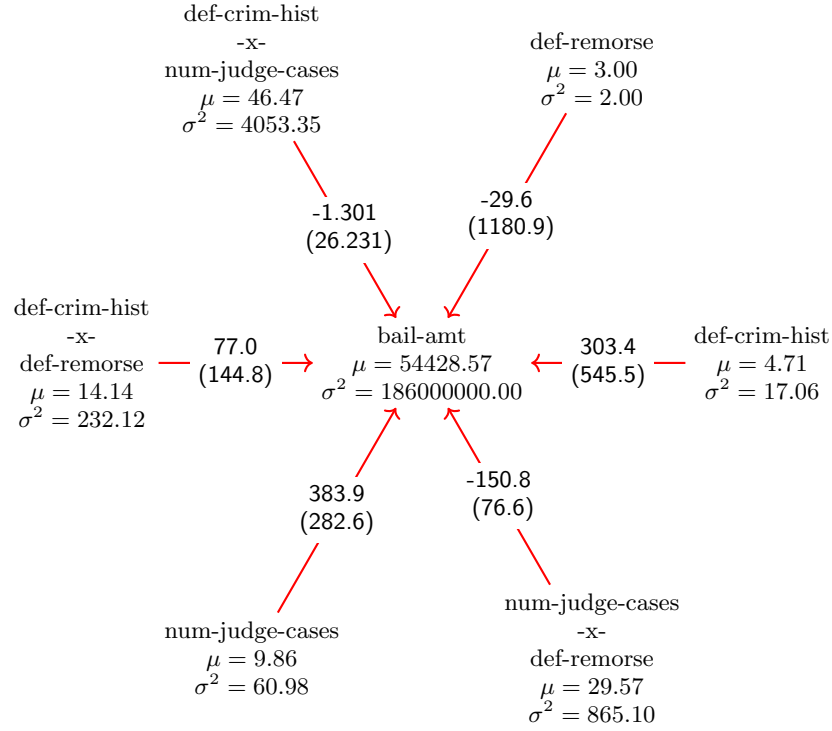 def-crim-hist
-x-
num-judge-cases
μ = 46.47
σ² = 4053.35
def-remorse
μ = 3.00
σ² = 2.00
-1.301
(26.231)
-29.6
(1180.9)
def-crim-hist
-x-
def-remorse
μ = 14.14
σ² = 232.12
77.0
(144.8)
bail-amt
μ = 54428.57
σ² = 186000000.00
303.4
(545.5)
def-crim-hist
μ = 4.71
σ² = 17.06
383.9
(282.6)
-150.8
(76.6)
num-judge-cases
μ = 9.86
σ² = 60.98
num-judge-cases
-x-
def-remorse
μ = 29.57
σ² = 865.10